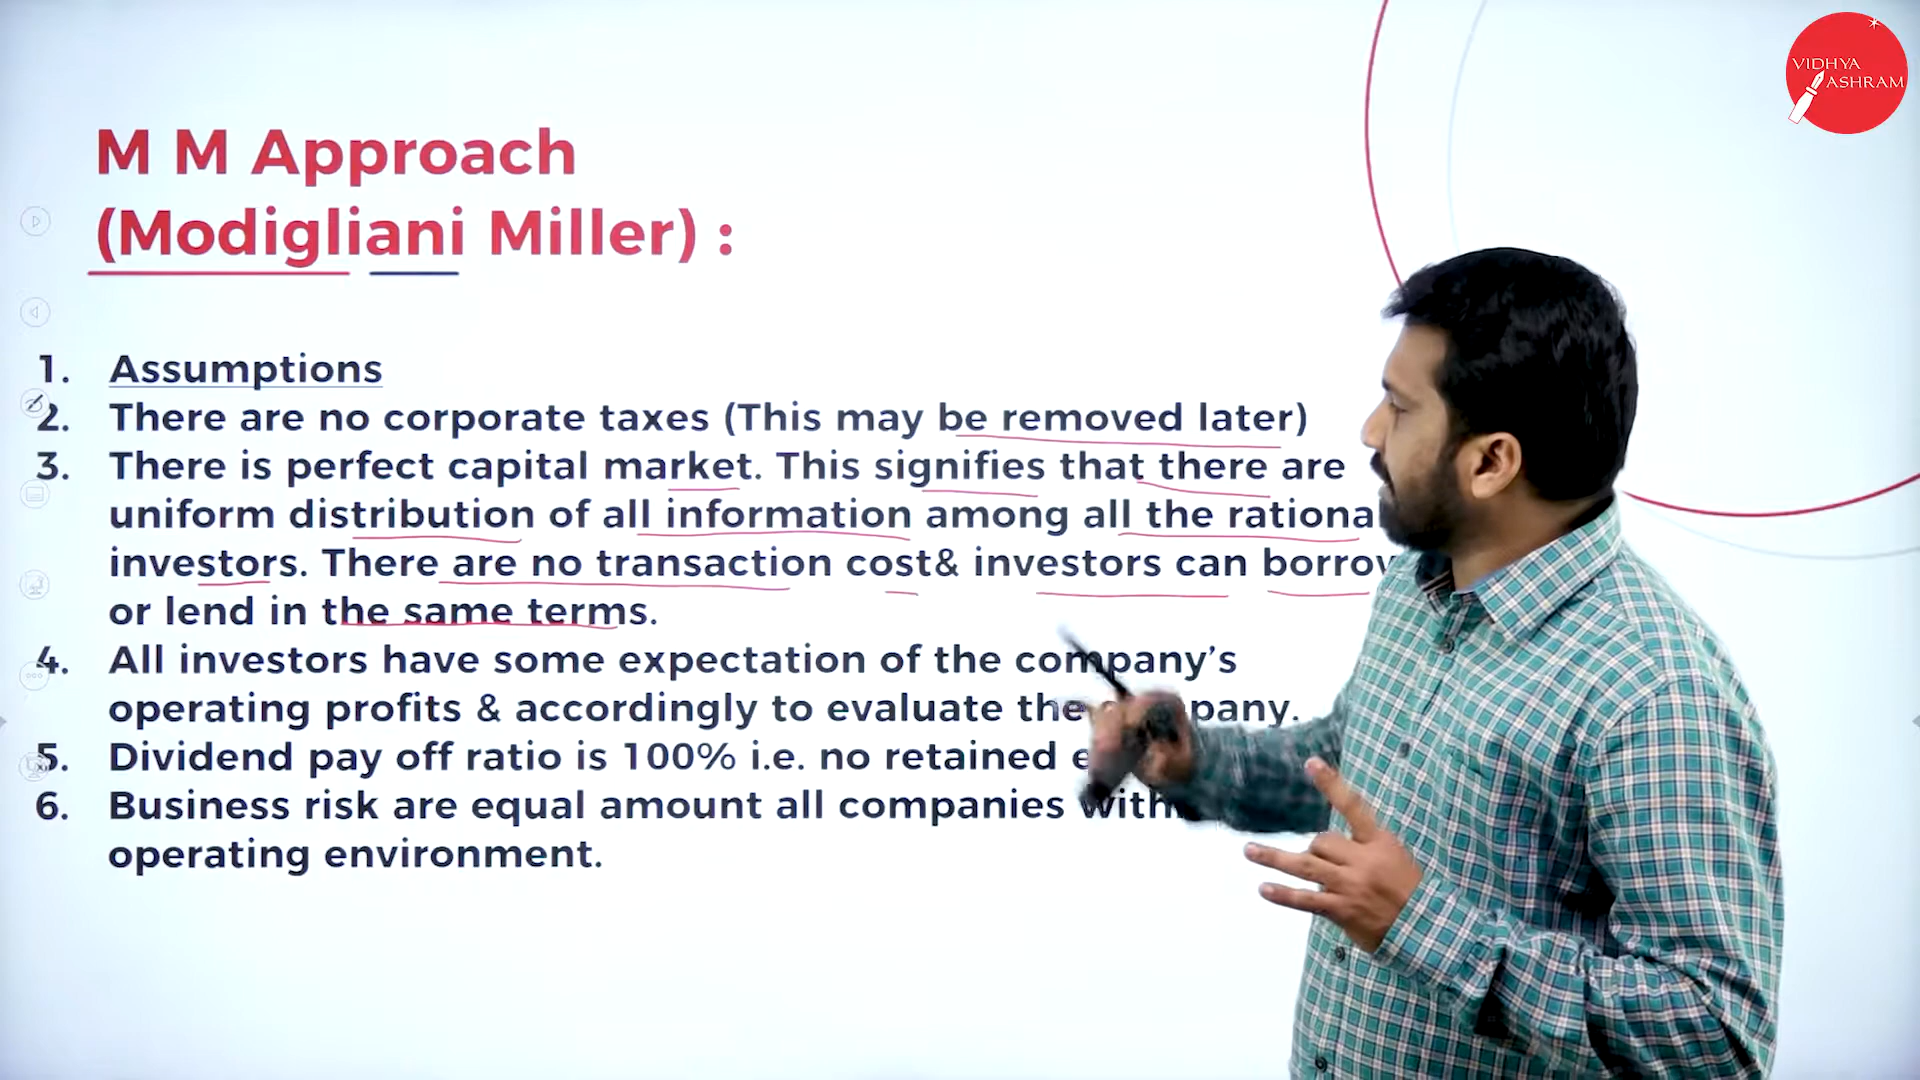 VIDHYA
ASHRAM
M M Approach
(Modigliani Miller) :
1. Assumptions
2. There are no corporate taxes (This may be removed later)
3. There is perfect capital market. This signifies that there are
uniform distribution of all information among all the
investors. There are no transaction cost& investors can
or lend in the same terms.
4. All investors have some expectation of the company's
operating profits & accordingly to evaluate the
5. Dividend pay off ratio is 100% i.e. no retained
6. Business risk are equal amount all companies
operating environment.